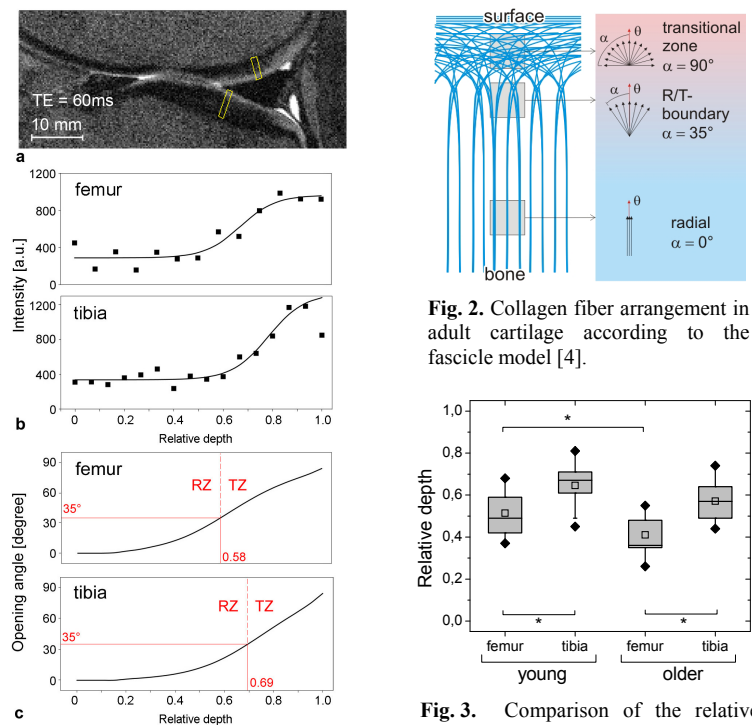 TE = 60ms
10 mm
a
1200
800
400
0
femur
1200
800
400
0
tibia
Intensity [a.u.]
0 0.2 0.4 0.6 0.8 1.0
Relative depth
b
90
60
30
0
femur
RZ TZ
35°
0.58
90
60
30
0
tibia
RZ TZ
35°
0.69
Opening angle [degree]
0 0.2 0.4 0.6 0.8 1.0
Relative depth
c
surface
bone
α θ
transitional
zone
α = 90°
α θ
R/T-
boundary
α = 35°
θ
radial
α = 0°
Fig. 2. Collagen fiber arrangement in
adult cartilage according to the
fascicle model [4].
1,0
0,8
0,6
0,4
0,2
0,0
Relative depth
*
* *
femur tibia femur tibia
young older
Fig. 3. Comparison of the relative